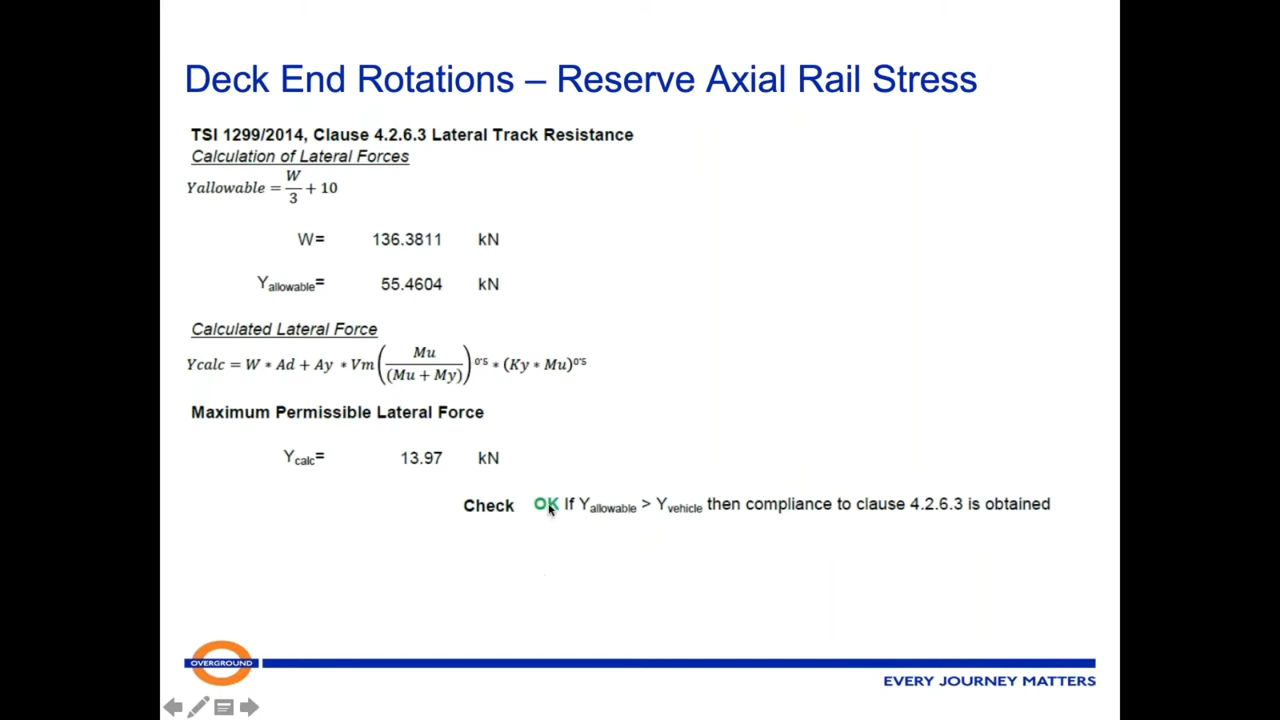 Deck End Rotations – Reserve Axial Rail Stress
TSI 1299/2014, Clause 4.2.6.3 Lateral Track Resistance
Calculation of Lateral Forces
Yallowable = W/3 + 10
W= 136.3811 kN
Yallowable= 55.4604 kN
Calculated Lateral Force
Ycalc = W * Ad + Ay * Vm(Mu/(Mu + My))^0'5 * (Ky * Mu)^0'5
Maximum Permissible Lateral Force
Ycalc= 13.97 kN
Check OK If Yallowable > Yvehicle then compliance to clause 4.2.6.3 is obtained
OVERGROUND
EVERY JOURNEY MATTERS